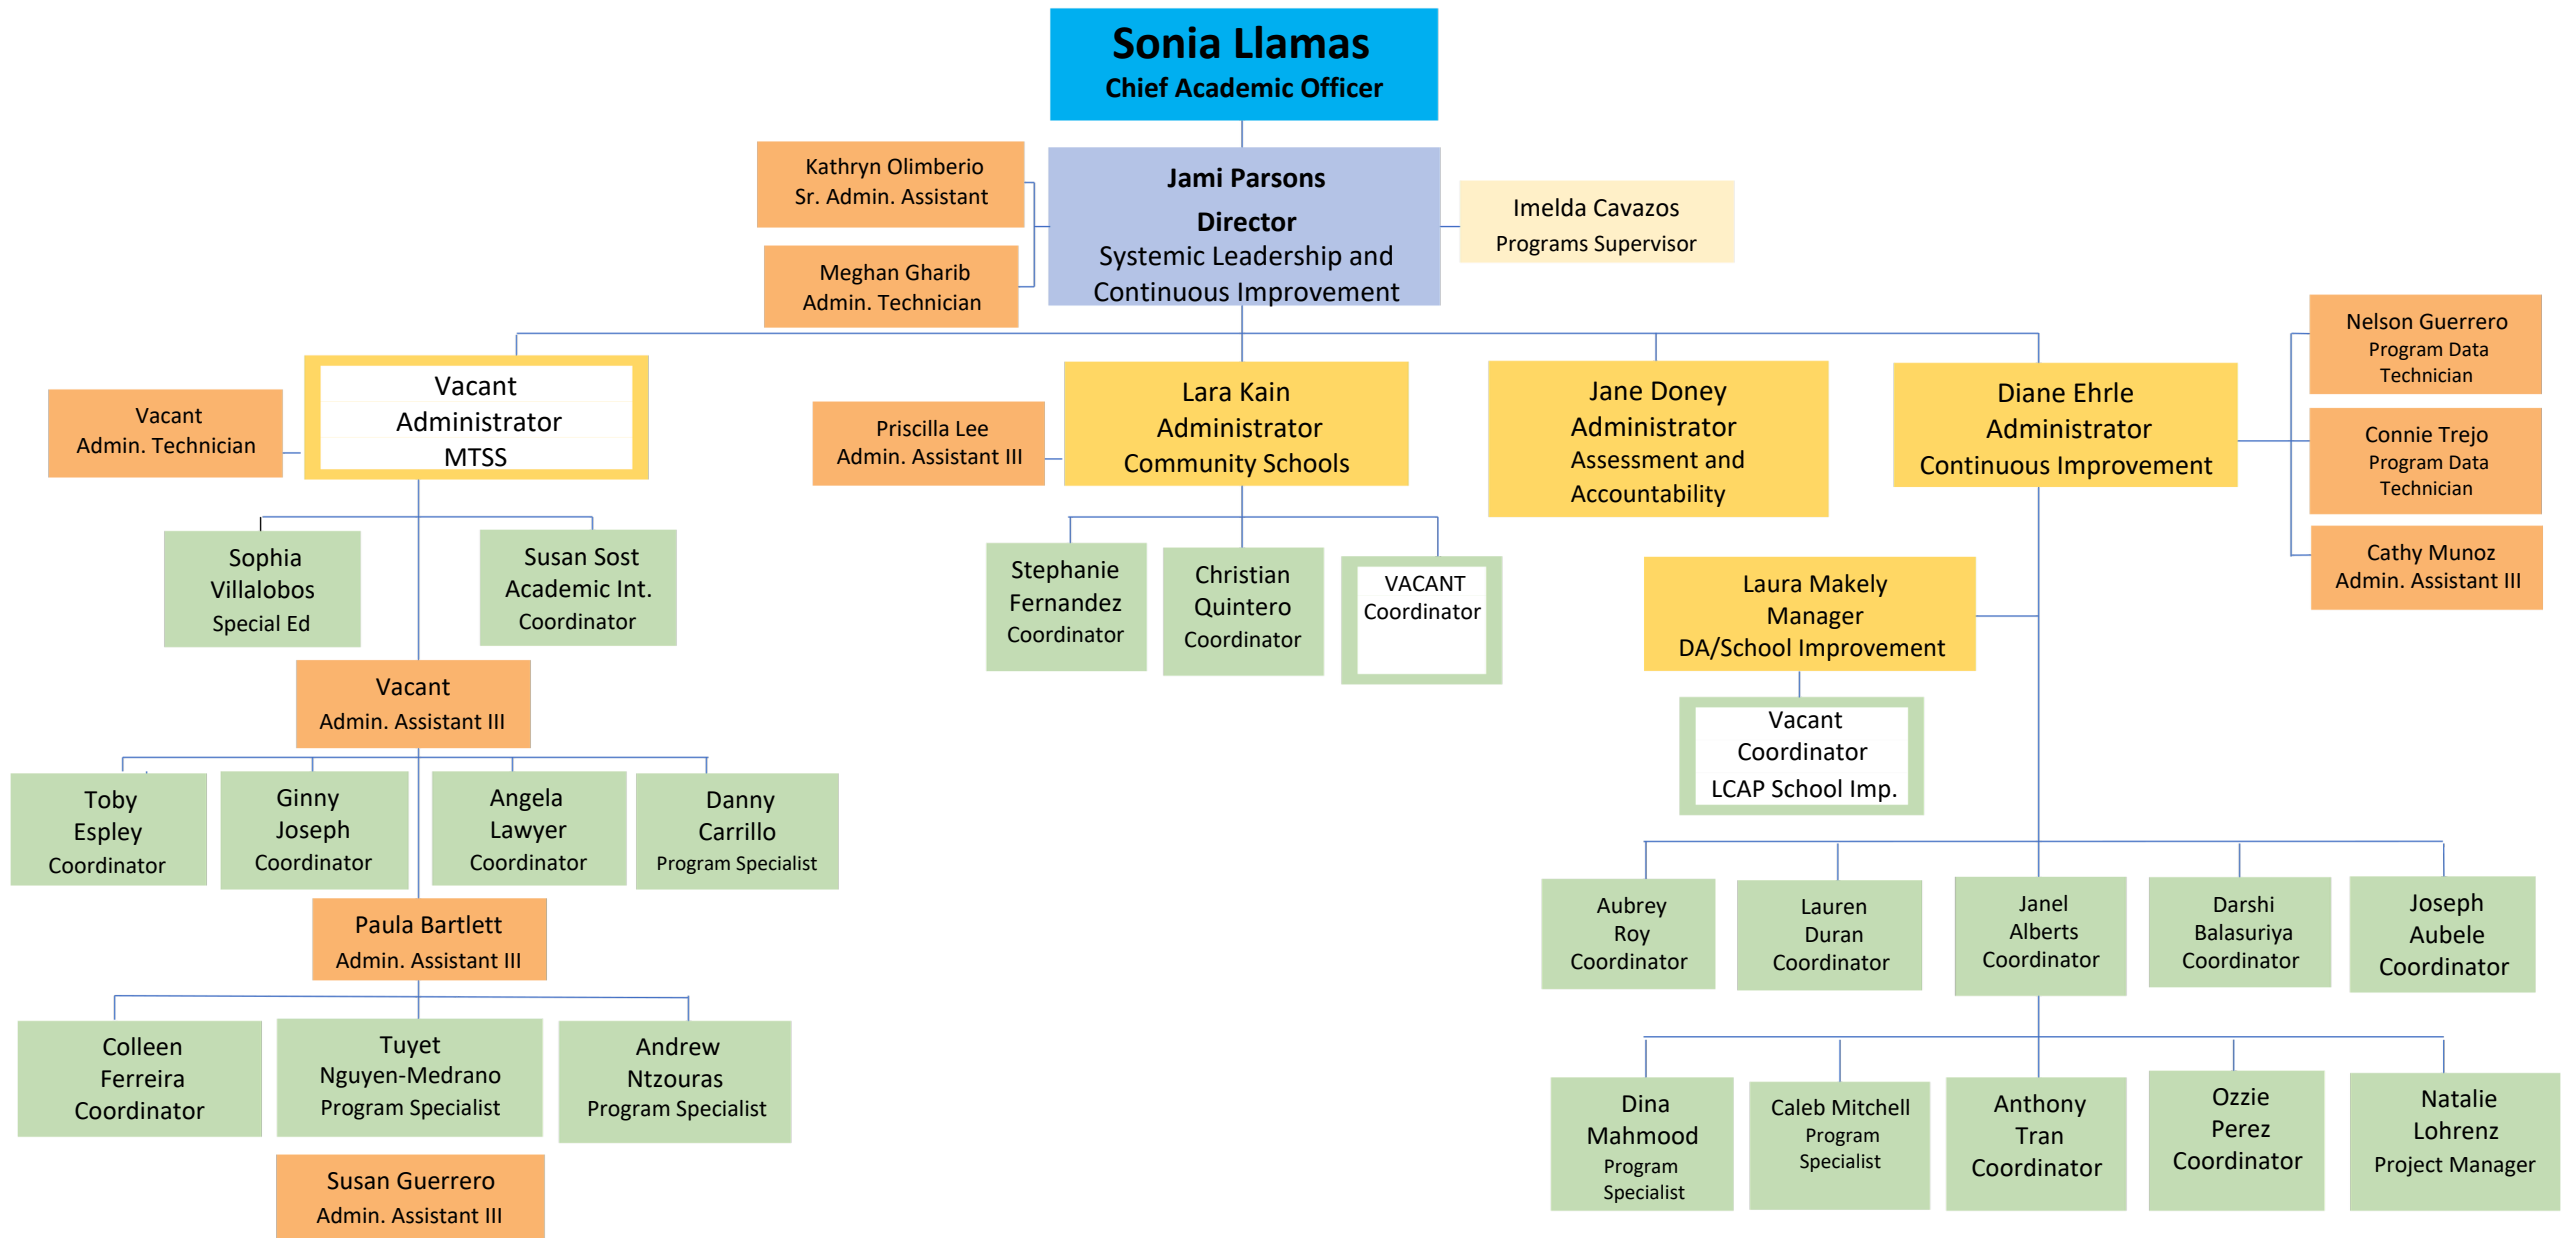 Sonia Llamas
Chief Academic Officer
Kathryn Olimberio
Sr. Admin. Assistant
Meghan Gharib
Admin. Technician
Jami Parsons
Director
Systemic Leadership and
Continuous Improvement
Imelda Cavazos
Programs Supervisor
Vacant
Admin. Technician
Vacant
Administrator
MTSS
Priscilla Lee
Admin. Assistant III
Lara Kain
Administrator
Community Schools
Jane Doney
Administrator
Assessment and
Accountability
Diane Ehrle
Administrator
Continuous Improvement
Nelson Guerrero
Program Data
Technician
Connie Trejo
Program Data
Technician
Cathy Munoz
Admin. Assistant III
Sophia
Villalobos
Special Ed
Susan Sost
Academic Int.
Coordinator
Stephanie
Fernandez
Coordinator
Christian
Quintero
Coordinator
VACANT
Coordinator
Laura Makely
Manager
DA/School Improvement
Vacant
Coordinator
LCAP School Imp.
Vacant
Admin. Assistant III
Toby
Espley
Coordinator
Ginny
Joseph
Coordinator
Angela
Lawyer
Coordinator
Danny
Carrillo
Program Specialist
Paula Bartlett
Admin. Assistant III
Aubrey
Roy
Coordinator
Lauren
Duran
Coordinator
Janel
Alberts
Coordinator
Darshi
Balasuriya
Coordinator
Joseph
Aubele
Coordinator
Colleen
Ferreira
Coordinator
Tuyet
Nguyen-Medrano
Program Specialist
Andrew
Ntzouras
Program Specialist
Dina
Mahmood
Program
Specialist
Caleb Mitchell
Program
Specialist
Anthony
Tran
Coordinator
Ozzie
Perez
Coordinator
Natalie
Lohrenz
Project Manager
Susan Guerrero
Admin. Assistant III